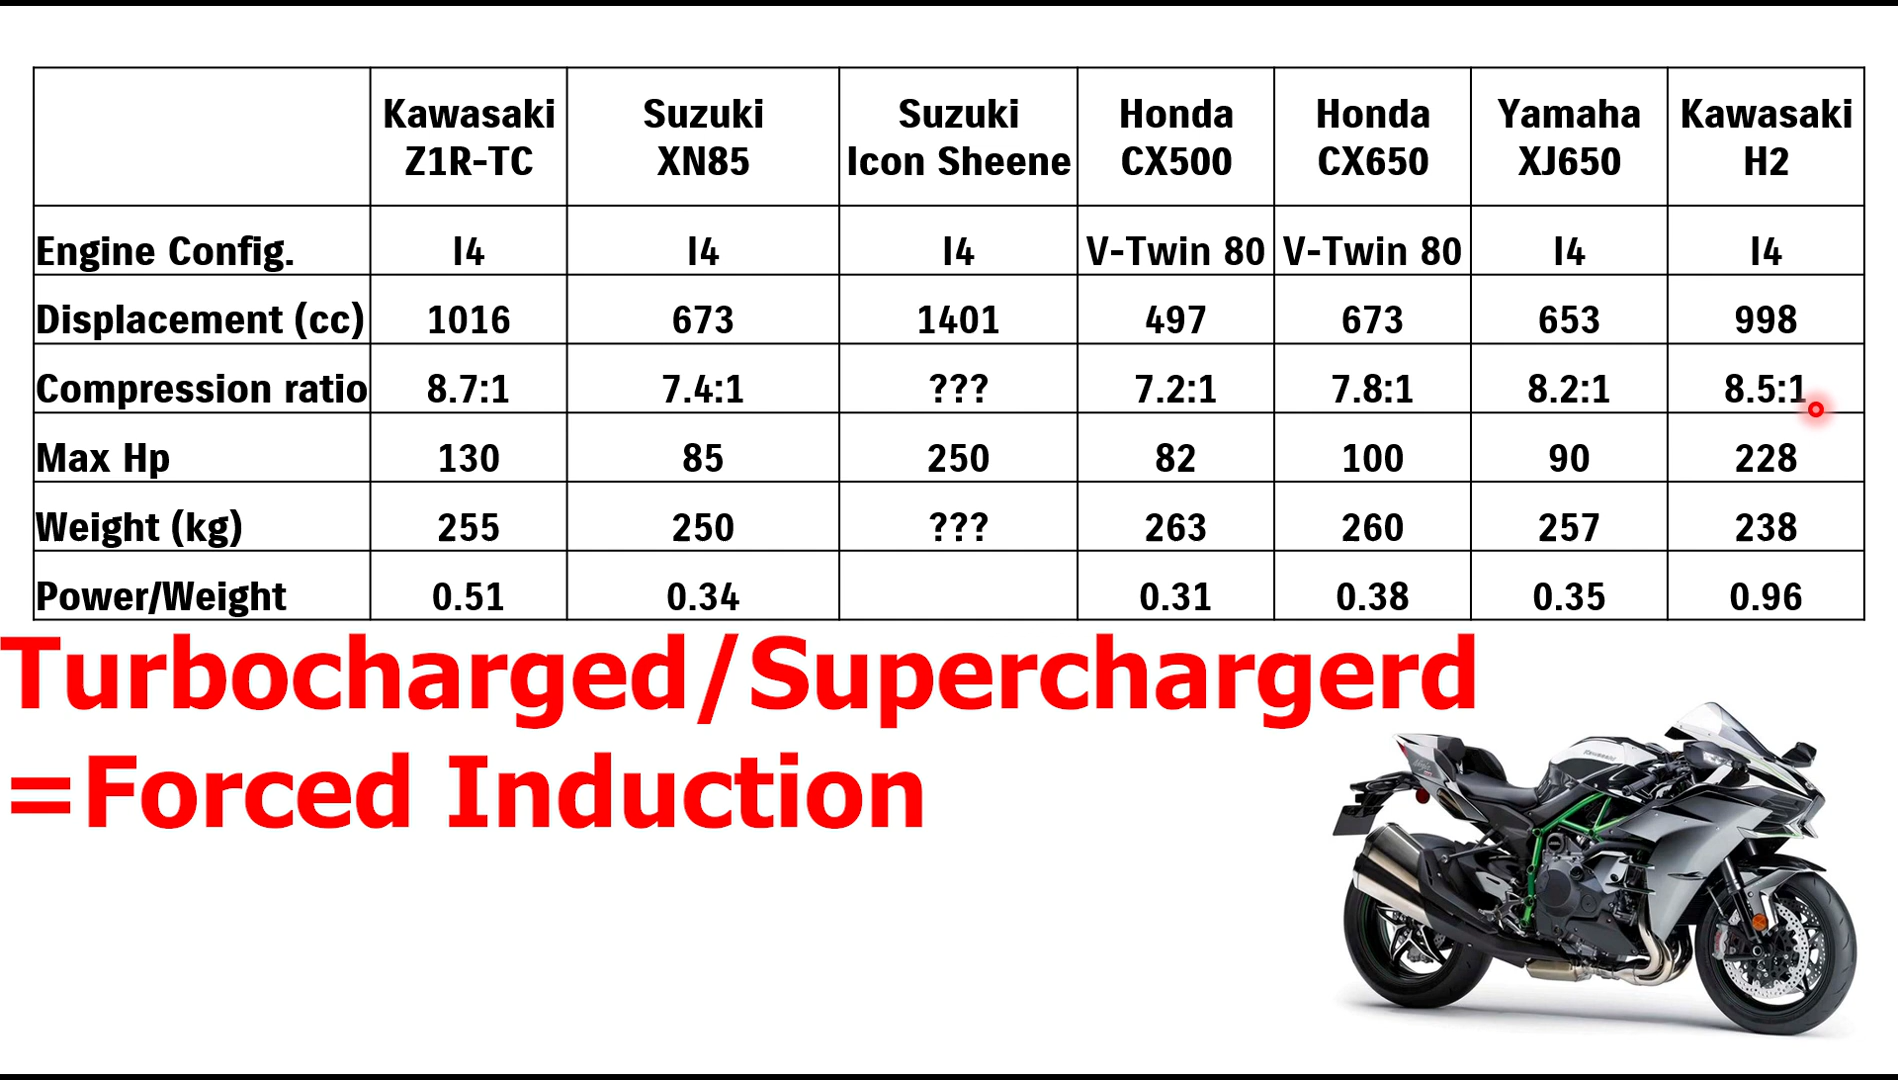 Kawasaki Z1R-TC Suzuki XN85 Suzuki Icon Sheene Honda CX500 Honda CX650 Yamaha XJ650 Kawasaki H2
Engine Config. I4 I4 I4 V-Twin 80 V-Twin 80 I4 I4
Displacement (cc) 1016 673 1401 497 673 653 998
Compression ratio 8.7:1 7.4:1 ??? 7.2:1 7.8:1 8.2:1 8.5:1
Max Hp 130 85 250 82 100 90 228
Weight (kg) 255 250 ??? 263 260 257 238
Power/Weight 0.51 0.34 0.31 0.38 0.35 0.96
Turbocharged/Superchargerd
=Forced Induction